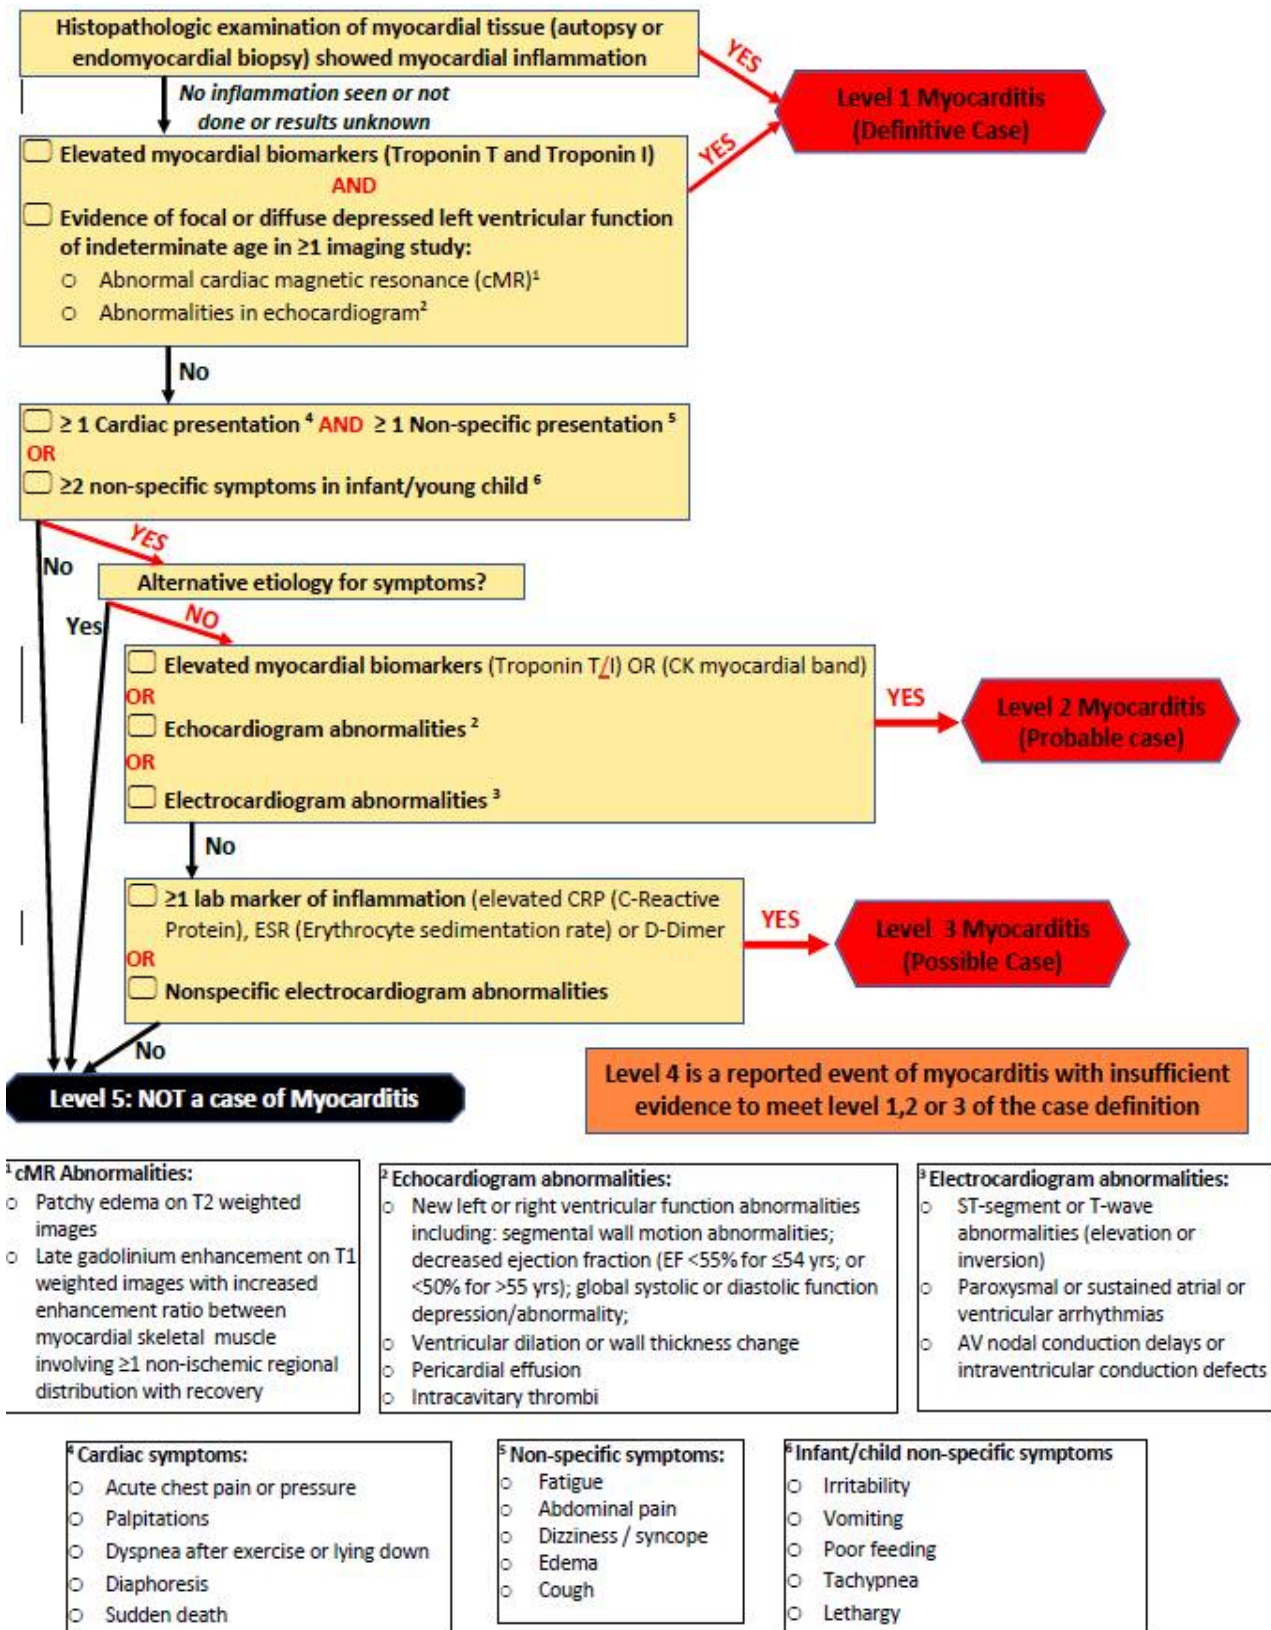 Histopathologic examination of myocardial tissue (autopsy or
endomyocardial biopsy) showed myocardial inflammation
YES
Level 1 Myocarditis
(Definitive Case)
No inflammation seen or not
done or results unknown
Elevated myocardial biomarkers (Troponin T and Troponin I)
AND
Evidence of focal or diffuse depressed left ventricular function
of indeterminate age in ≥1 imaging study:
○ Abnormal cardiac magnetic resonance (cMR)¹
○ Abnormalities in echocardiogram²
YES
No
≥ 1 Cardiac presentation ⁴ AND ≥ 1 Non-specific presentation ⁵
OR
≥2 non-specific symptoms in infant/young child ⁶
YES
No
Alternative etiology for symptoms?
Yes
NO
Elevated myocardial biomarkers (Troponin T/I) OR (CK myocardial band)
OR
Echocardiogram abnormalities ²
OR
Electrocardiogram abnormalities ³
YES
Level 2 Myocarditis
(Probable case)
No
≥1 lab marker of inflammation (elevated CRP (C-Reactive
Protein), ESR (Erythrocyte sedimentation rate) or D-Dimer
OR
Nonspecific electrocardiogram abnormalities
YES
Level 3 Myocarditis
(Possible Case)
No
Level 5: NOT a case of Myocarditis
Level 4 is a reported event of myocarditis with insufficient
evidence to meet level 1,2 or 3 of the case definition
¹ cMR Abnormalities:
○ Patchy edema on T2 weighted
images
○ Late gadolinium enhancement on T1
weighted images with increased
enhancement ratio between
myocardial skeletal muscle
involving ≥1 non-ischemic regional
distribution with recovery
² Echocardiogram abnormalities:
○ New left or right ventricular function abnormalities
including: segmental wall motion abnormalities;
decreased ejection fraction (EF <55% for ≤54 yrs; or
<50% for >55 yrs); global systolic or diastolic function
depression/abnormality;
○ Ventricular dilation or wall thickness change
○ Pericardial effusion
○ Intracavitary thrombi
³ Electrocardiogram abnormalities:
○ ST-segment or T-wave
abnormalities (elevation or
inversion)
○ Paroxysmal or sustained atrial or
ventricular arrhythmias
○ AV nodal conduction delays or
intraventricular conduction defects
⁴ Cardiac symptoms:
○ Acute chest pain or pressure
○ Palpitations
○ Dyspnea after exercise or lying down
○ Diaphoresis
○ Sudden death
⁵ Non-specific symptoms:
○ Fatigue
○ Abdominal pain
○ Dizziness / syncope
○ Edema
○ Cough
⁶ Infant/child non-specific symptoms
○ Irritability
○ Vomiting
○ Poor feeding
○ Tachypnea
○ Lethargy